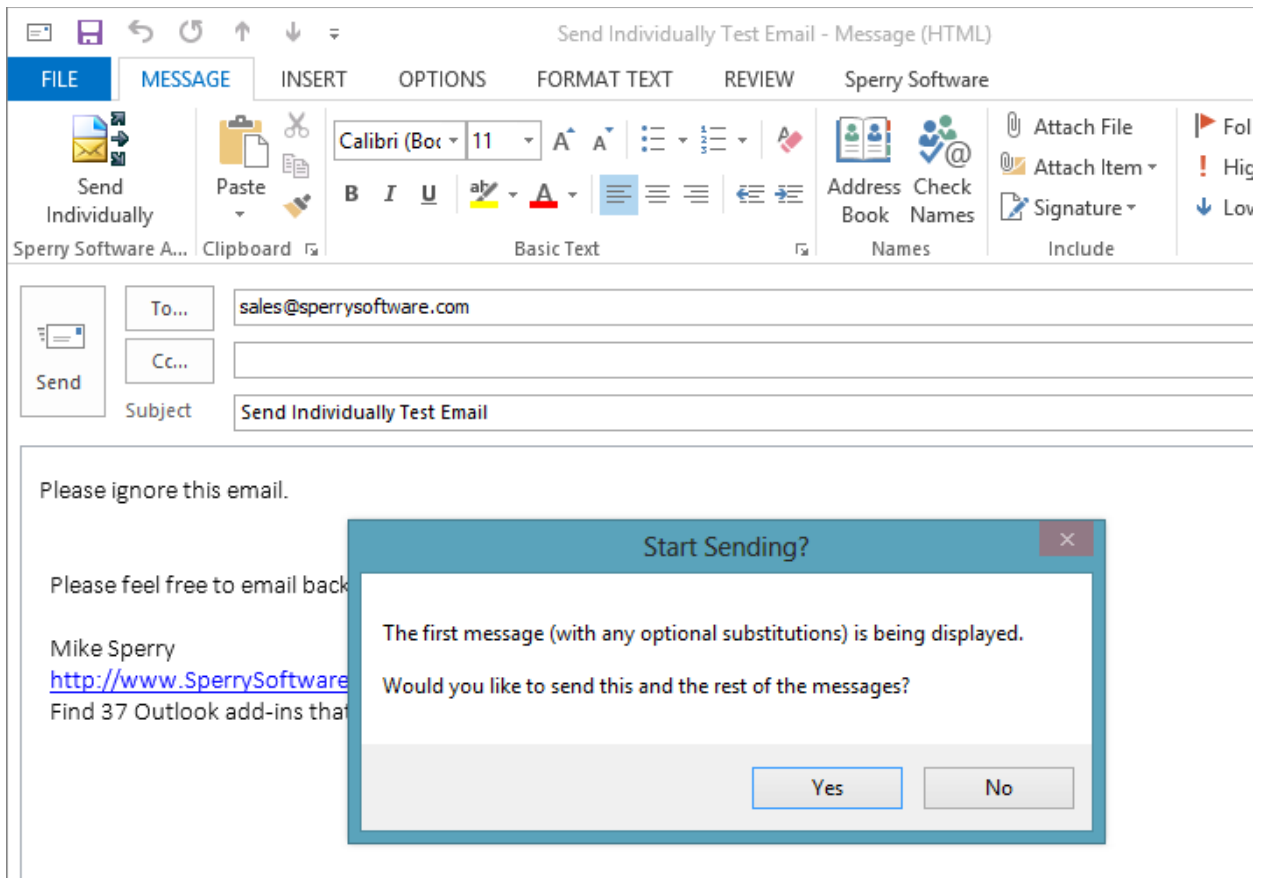 Send Individually Test Email - Message (HTML)
FILE MESSAGE INSERT OPTIONS FORMAT TEXT REVIEW Sperry Software
Send Individually
Paste
Calibri (Boc 11
B I U
Address Book
Check Names
Attach File
Attach Item
Signature
Fol
Hig
Lov
Sperry Software A... Clipboard Basic Text Names Include
Send
To... sales@sperrysoftware.com
Cc...
Subject Send Individually Test Email
Please ignore this email.
Please feel free to email back
Mike Sperry
http://www.SperrySoftware
Find 37 Outlook add-ins that
Start Sending?
The first message (with any optional substitutions) is being displayed.
Would you like to send this and the rest of the messages?
Yes No